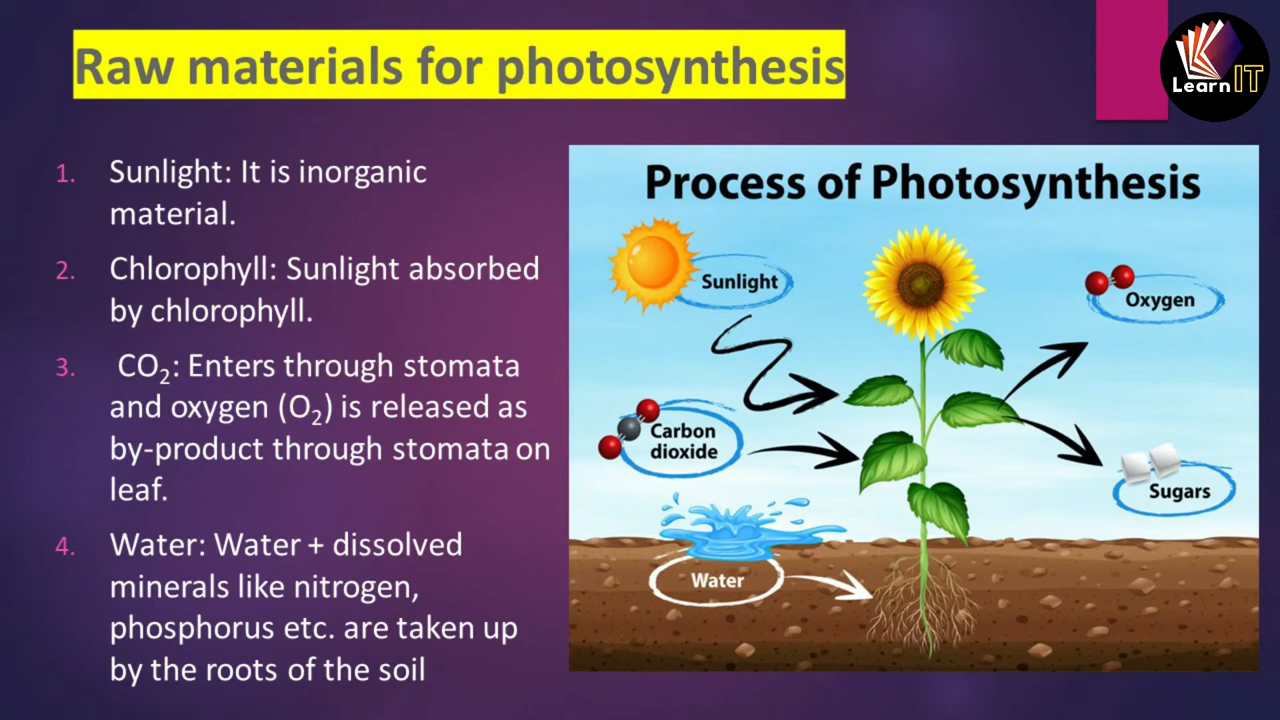 Raw materials for photosynthesis
Learn IT
1. Sunlight: It is inorganic
material.
2. Chlorophyll: Sunlight absorbed
by chlorophyll.
3. CO₂: Enters through stomata
and oxygen (O₂) is released as
by-product through stomata on
leaf.
4. Water: Water + dissolved
minerals like nitrogen,
phosphorus etc. are taken up
by the roots of the soil
Process of Photosynthesis
Sunlight
Oxygen
Carbon
dioxide
Sugars
Water